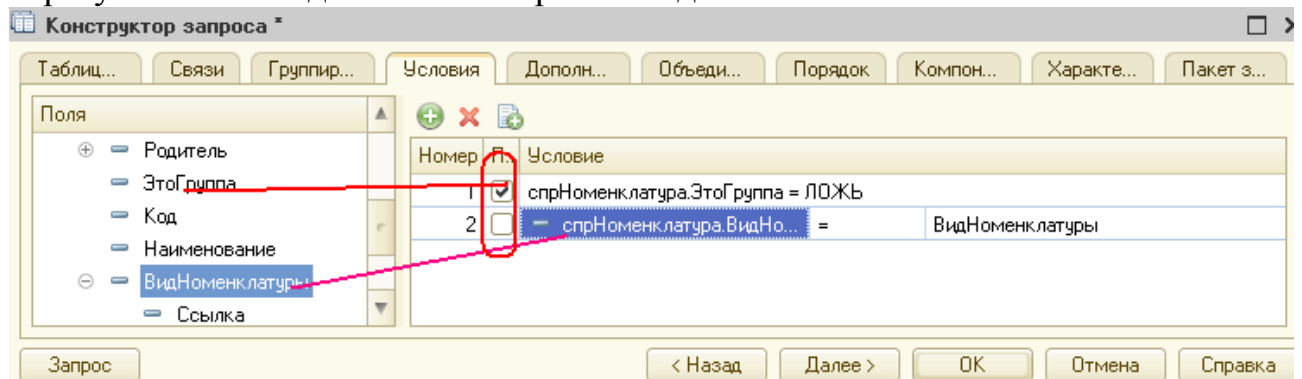 Конструктор запроса *
Таблиц... Связи Группир... Условия Дополн... Объеди... Порядок Компон... Характе... Пакет з...
Поля
Номер П.. Условие
Родитель
ЭтоГруппа
1 спрНоменклатура.ЭтоГруппа = ЛОЖЬ
Код
2 спрНоменклатура.ВидНо... = ВидНоменклатуры
Наименование
ВидНоменклатуры
Ссылка
Запрос < Назад Далее > OK Отмена Справка